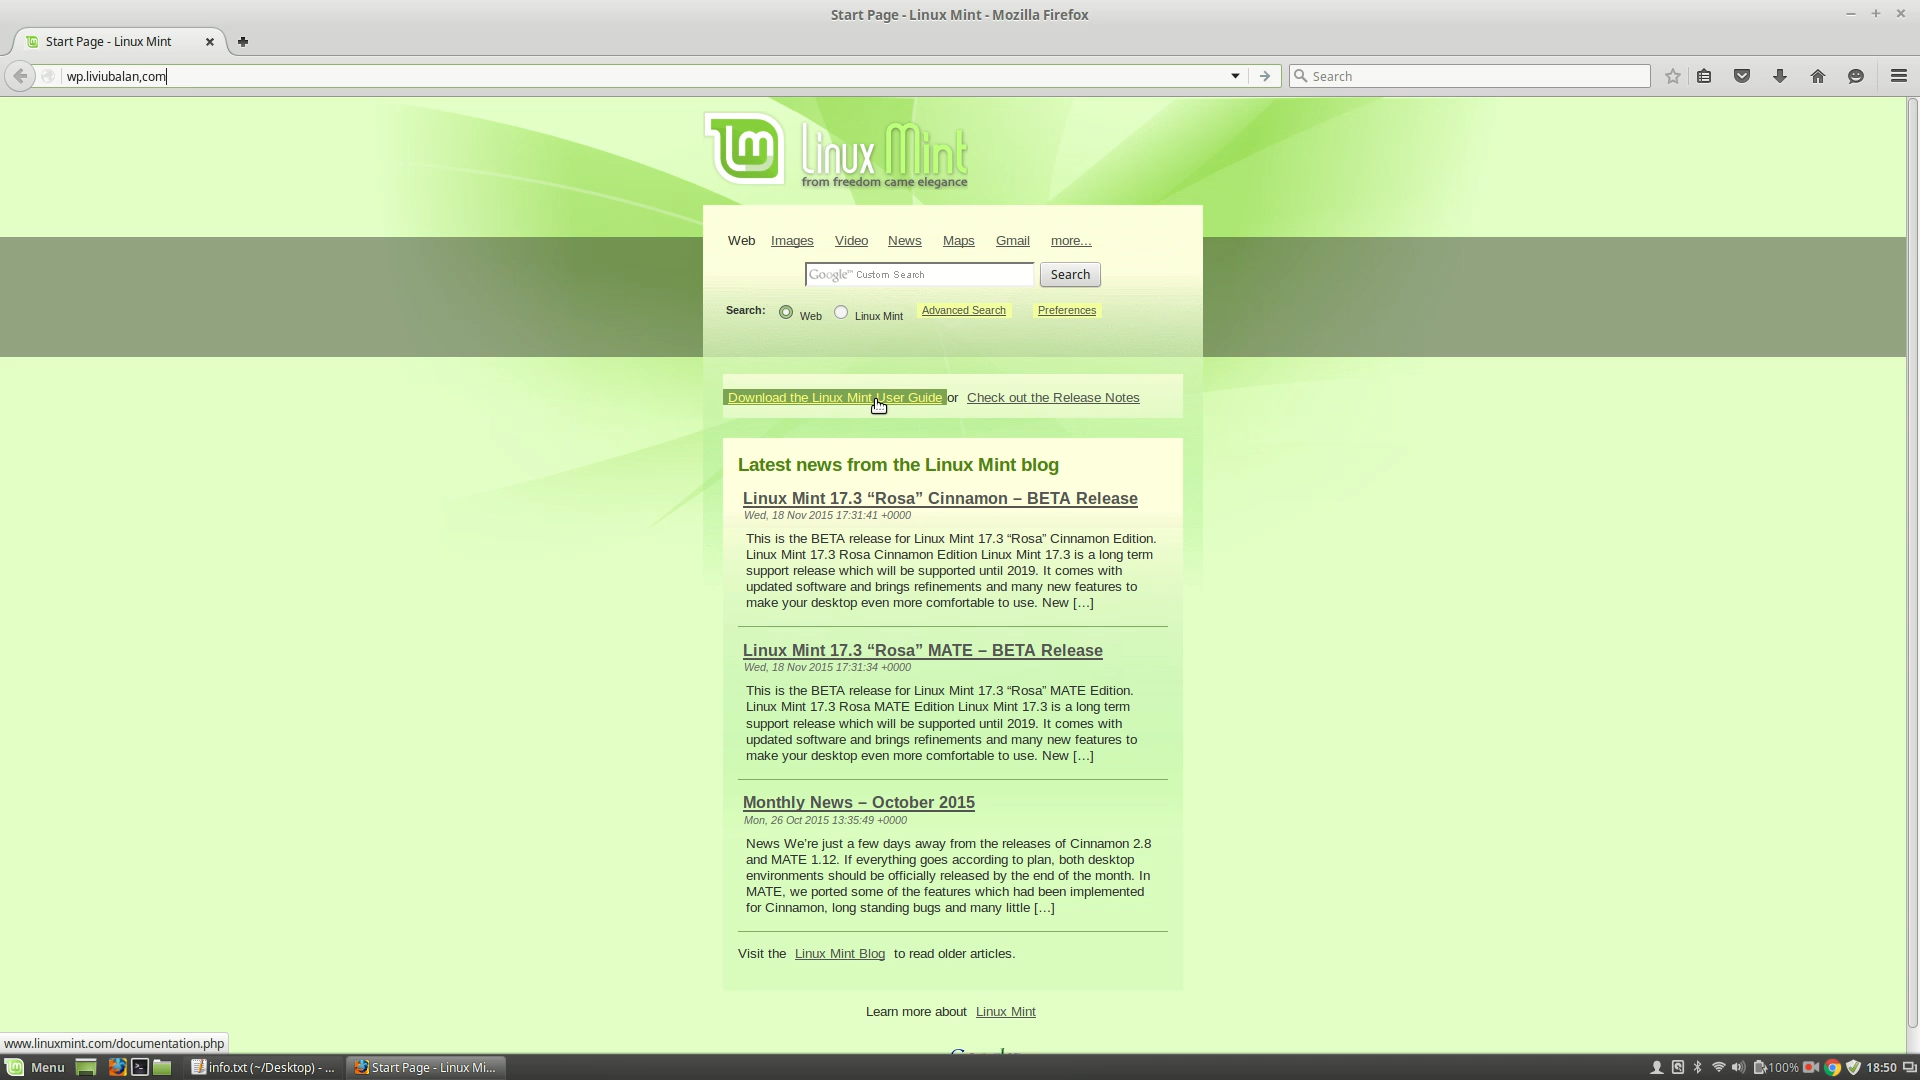 Start Page - Linux Mint - Mozilla Firefox
Start Page - Linux Mint
wp.liviubalan,com
Search
Linux Mint
from freedom came elegance
Web Images Video News Maps Gmail more...
Google™ Custom Search Search
Search: Web Linux Mint Advanced Search Preferences
Download the Linux Mint User Guide or Check out the Release Notes
Latest news from the Linux Mint blog
Linux Mint 17.3 “Rosa” Cinnamon – BETA Release
Wed, 18 Nov 2015 17:31:41 +0000
This is the BETA release for Linux Mint 17.3 “Rosa” Cinnamon Edition.
Linux Mint 17.3 Rosa Cinnamon Edition Linux Mint 17.3 is a long term
support release which will be supported until 2019. It comes with
updated software and brings refinements and many new features to
make your desktop even more comfortable to use. New […]
Linux Mint 17.3 “Rosa” MATE – BETA Release
Wed, 18 Nov 2015 17:31:34 +0000
This is the BETA release for Linux Mint 17.3 “Rosa” MATE Edition.
Linux Mint 17.3 Rosa MATE Edition Linux Mint 17.3 is a long term
support release which will be supported until 2019. It comes with
updated software and brings refinements and many new features to
make your desktop even more comfortable to use. New […]
Monthly News – October 2015
Mon, 26 Oct 2015 13:35:49 +0000
News We’re just a few days away from the releases of Cinnamon 2.8
and MATE 1.12. If everything goes according to plan, both desktop
environments should be officially released by the end of the month. In
MATE, we ported some of the features which had been implemented
for Cinnamon, long standing bugs and many little […]
Visit the Linux Mint Blog to read older articles.
Learn more about Linux Mint
www.linuxmint.com/documentation.php
Menu info.txt (~/Desktop) - ... Start Page - Linux Mi... 100% 18:50